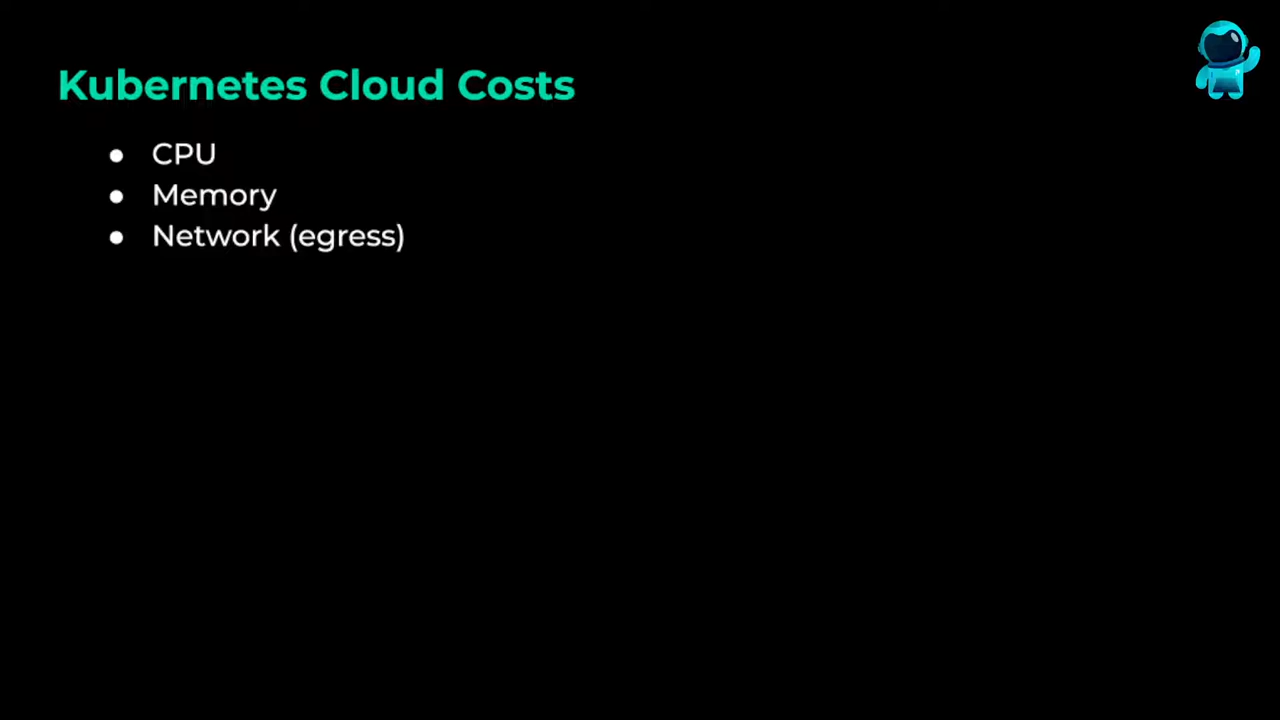 Kubernetes Cloud Costs
● CPU
● Memory
● Network (egress)